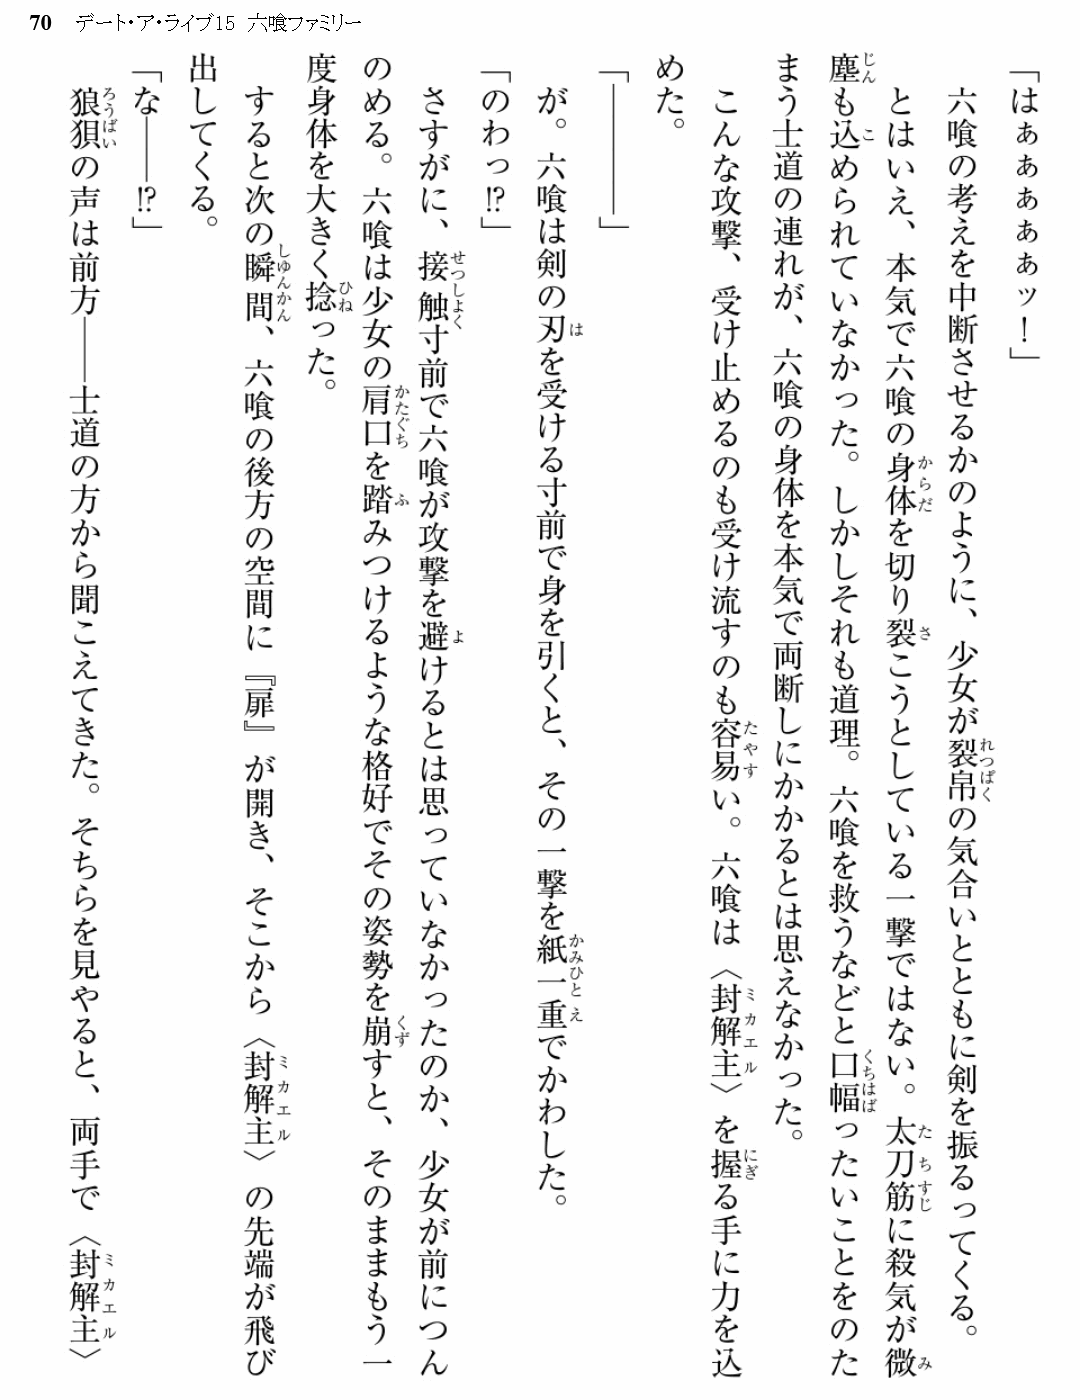 70 デート・ア・ライブ15 六喰ファミリー
「はぁぁぁぁぁッ！」
六喰の考えを中断させるかのように、少女が裂帛の気合いとともに剣を振るってくる。
とはいえ、本気で六喰の身体を切り裂こうとしている一撃ではない。太刀筋に殺気が微
塵も込められていなかった。しかしそれも道理。六喰を救うなどと口幅ったいことをのた
まう士道の連れが、六喰の身体を本気で両断しにかかるとは思えなかった。
こんな攻撃、受け止めるのも受け流すのも容易い。六喰は〈封解主〉を握る手に力を込
めた。
「――――」
が。六喰は剣の刃を受ける寸前で身を引くと、その一撃を紙一重でかわした。
「のわっ!?」
さすがに、接触寸前で六喰が攻撃を避けるとは思っていなかったのか、少女が前につん
のめる。六喰は少女の肩口を踏みつけるような格好でその姿勢を崩すと、そのままもう一
度身体を大きく捻った。
すると次の瞬間、六喰の後方の空間に『扉』が開き、そこから〈封解主〉の先端が飛び
出してくる。
「な――!?」
狼狽の声は前方――士道の方から聞こえてきた。そちらを見やると、両手で〈封解主〉